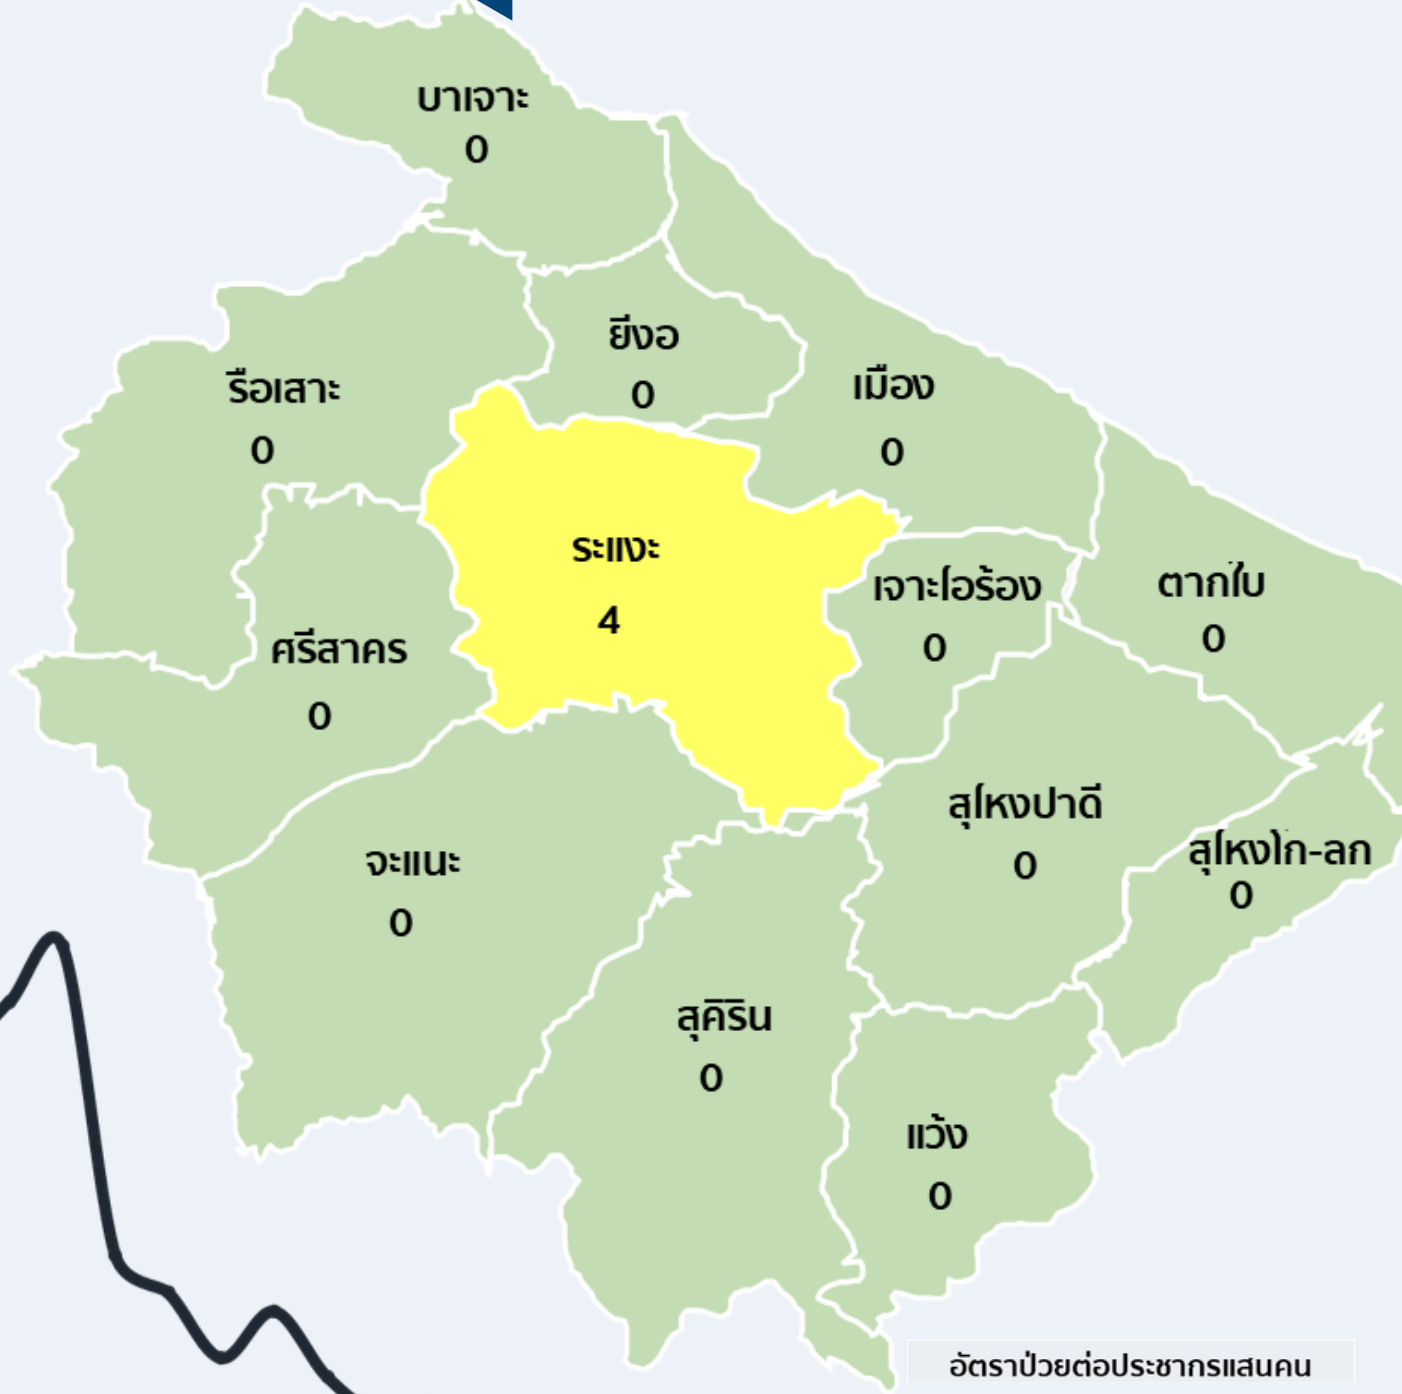 บาเจาะ
0
ยี่งอ
0
เมือง
0
รือเสาะ
0
ระแงะ
4
เจาะไอร้อง
0
ตากใบ
0
ศรีสาคร
0
สุไหงปาดี
0
สุไหงโก-ลก
0
จะแนะ
0
สุคิริน
0
แว้ง
0
อัตราป่วยต่อประชากรแสนคน